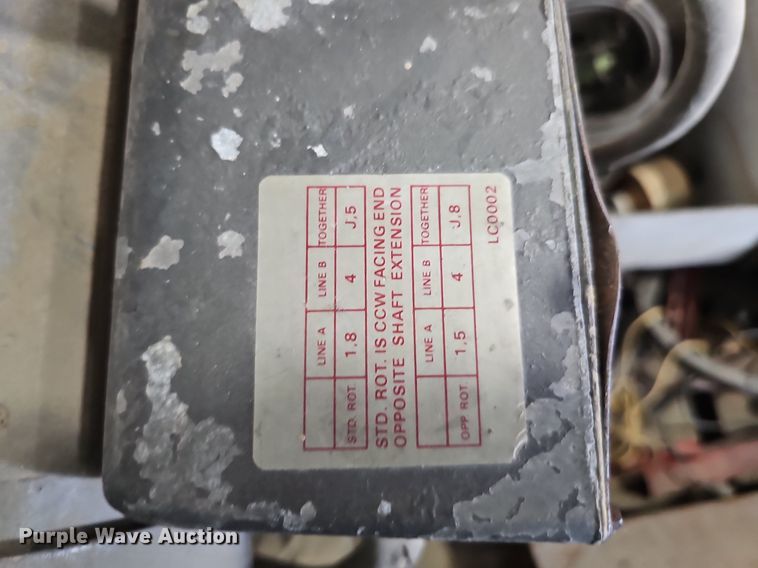 LINE A LINE B TOGETHER
STD. ROT. 1,8 4 J,5
STD. ROT. IS CCW FACING END
OPPOSITE SHAFT EXTENSION
LINE A LINE B TOGETHER
OPP. ROT. 1,5 4 J,8
LC0002
Purple Wave Auction